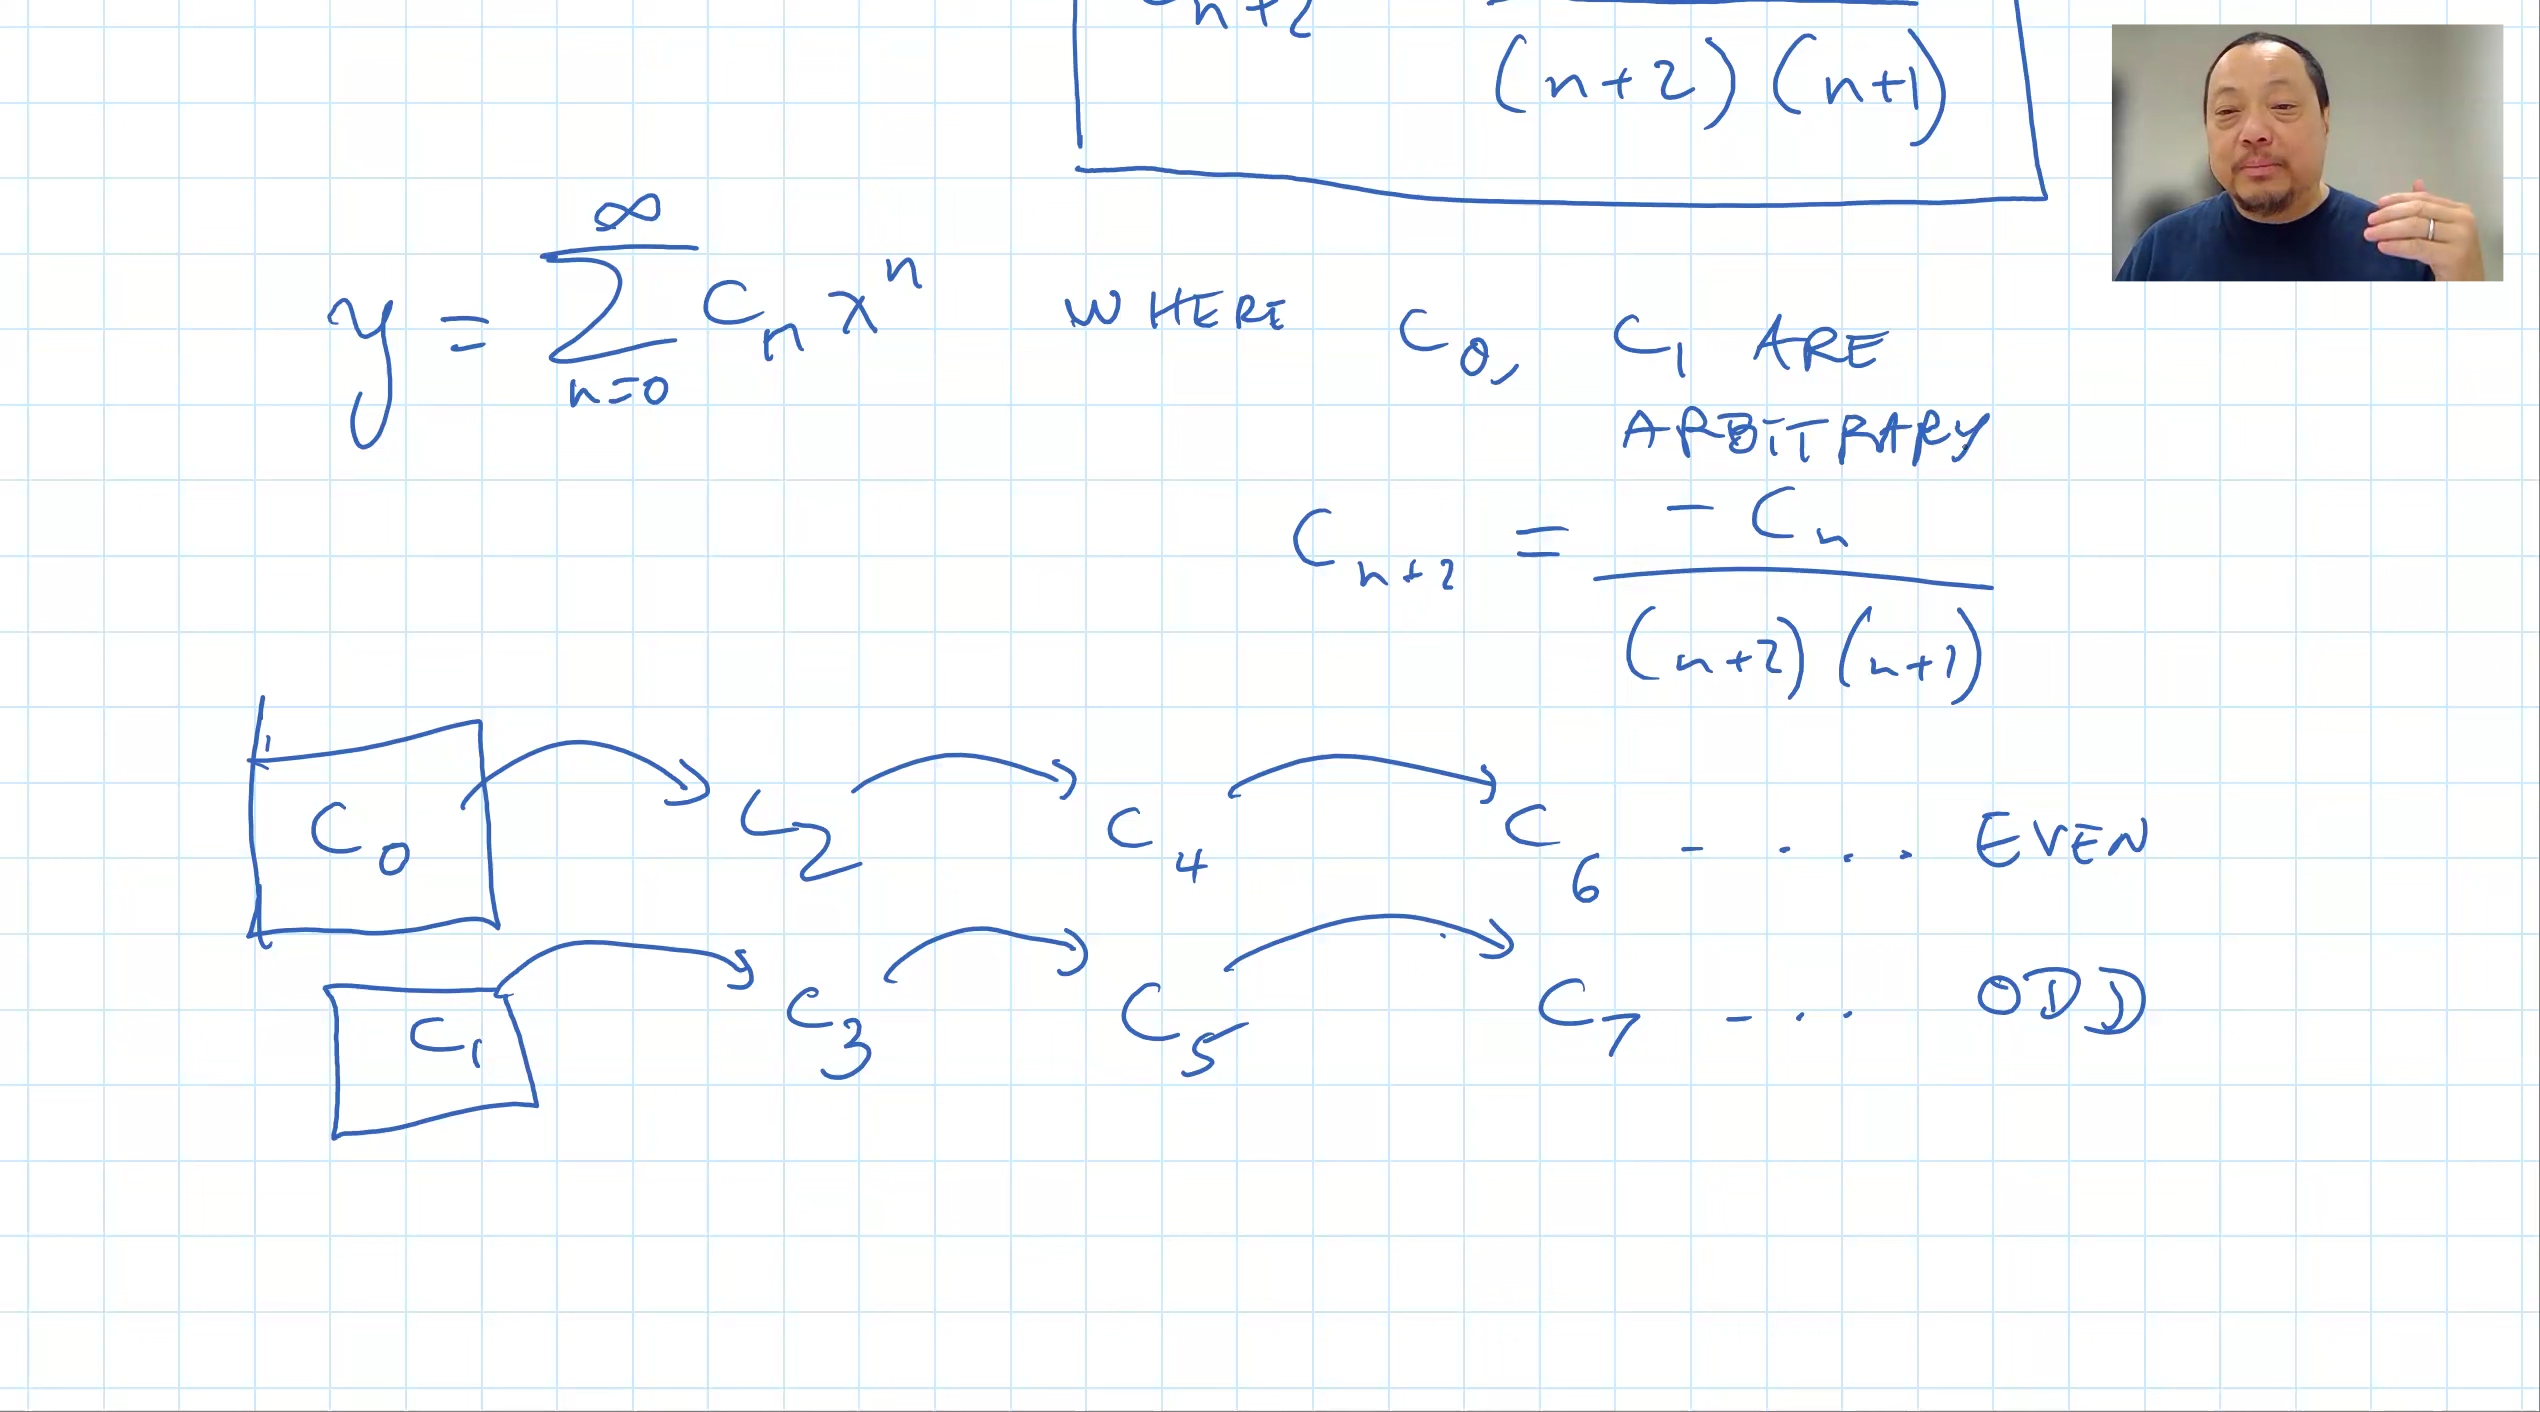 n+2
(n+2)(n+1)
y = ∑ n=0 ∞ C_n x^n WHERE C_0, C_1 ARE
ARBITRARY
C_{n+2} = -C_n / (n+2)(n+1)
C_0 C_2 C_4 C_6 - . . . EVEN
C_1 C_3 C_5 C_7 - . . ODD